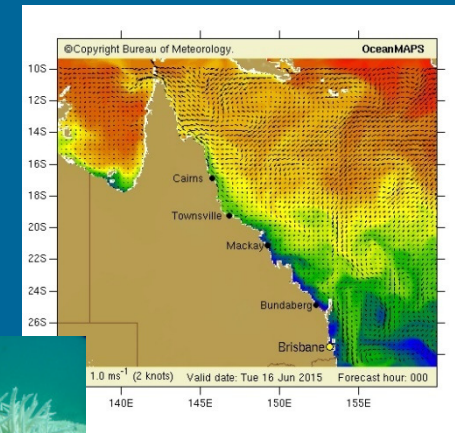 ©Copyright Bureau of Meteorology. OceanMAPS
10S
12S
14S
16S
Cairns
18S
Townsville
20S
Mackay
22S
24S
Bundaberg
26S
Brisbane
1.0 ms⁻¹ (2 knots) Valid date: Tue 16 Jun 2015 Forecast hour: 000
140E 145E 150E 155E